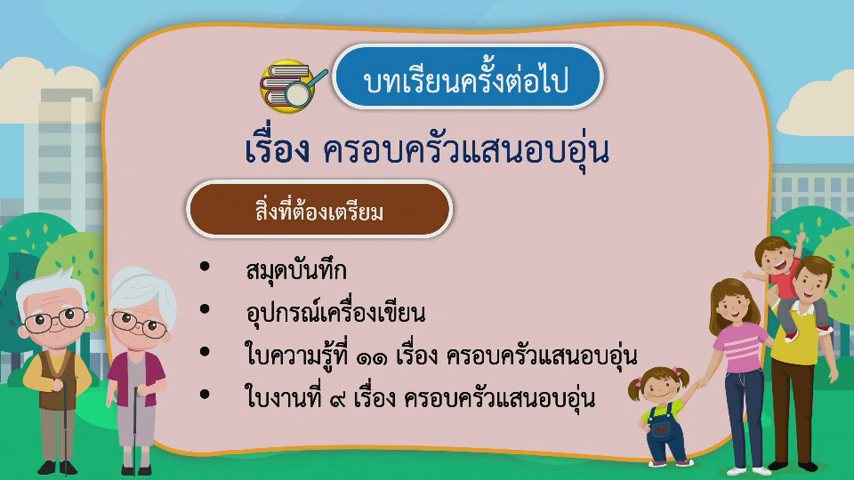 บทเรียนครั้งต่อไป
เรื่อง ครอบครัวแสนอบอุ่น
สิ่งที่ต้องเตรียม
• สมุดบันทึก
• อุปกรณ์เครื่องเขียน
• ใบความรู้ที่ ๑๑ เรื่อง ครอบครัวแสนอบอุ่น
• ใบงานที่ ๙ เรื่อง ครอบครัวแสนอบอุ่น